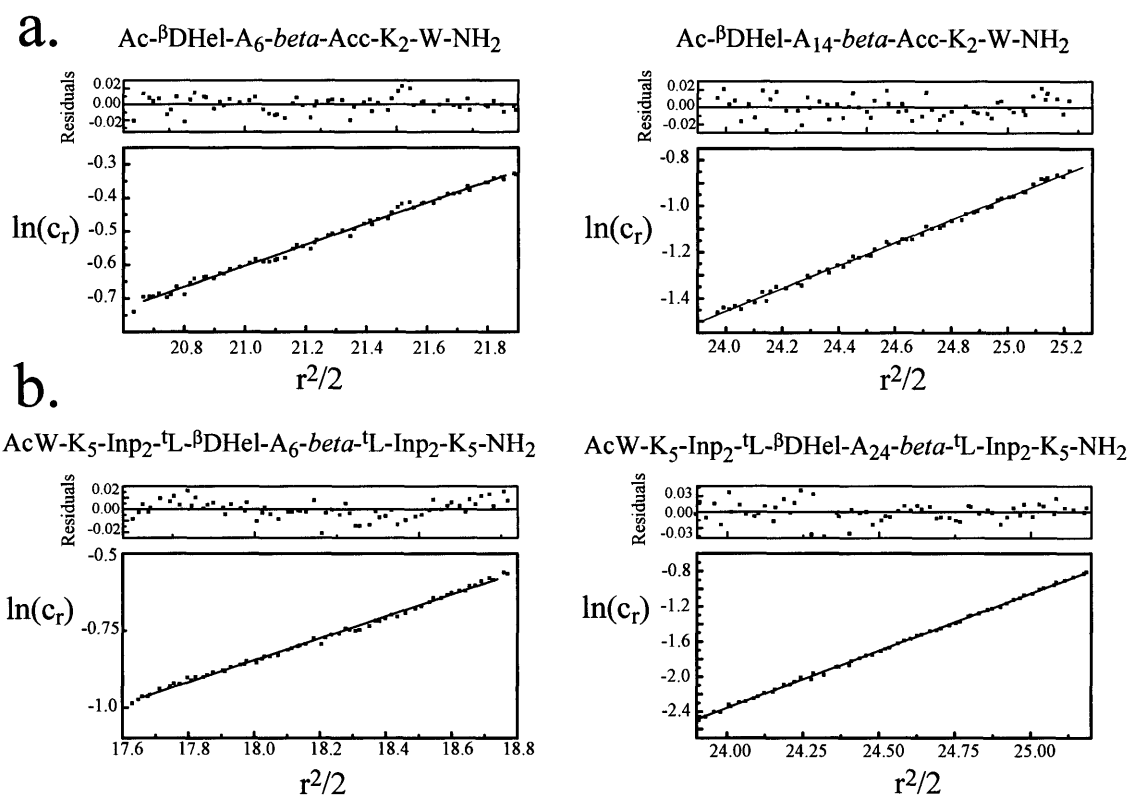 a.
Ac-ᵝDHel-A₆-beta-Acc-K₂-W-NH₂
Residuals
0.02
0.00
-0.02
ln(cᵣ)
-0.3
-0.4
-0.5
-0.6
-0.7
20.8 21.0 21.2 21.4 21.6 21.8
r²/2
Ac-ᵝDHel-A₁₄-beta-Acc-K₂-W-NH₂
Residuals
0.02
0.00
-0.02
ln(cᵣ)
-0.8
-1.0
-1.2
-1.4
24.0 24.2 24.4 24.6 24.8 25.0 25.2
r²/2
b.
AcW-K₅-Inp₂-ᵗL-ᵝDHel-A₆-beta-ᵗL-Inp₂-K₅-NH₂
Residuals
0.02
0.00
-0.02
ln(cᵣ)
-0.5
-0.75
-1.0
17.6 17.8 18.0 18.2 18.4 18.6 18.8
r²/2
AcW-K₅-Inp₂-ᵗL-ᵝDHel-A₂₄-beta-ᵗL-Inp₂-K₅-NH₂
Residuals
0.03
0.00
-0.03
ln(cᵣ)
-0.8
-1.2
-1.6
-2.0
-2.4
24.00 24.25 24.50 24.75 25.00
r²/2